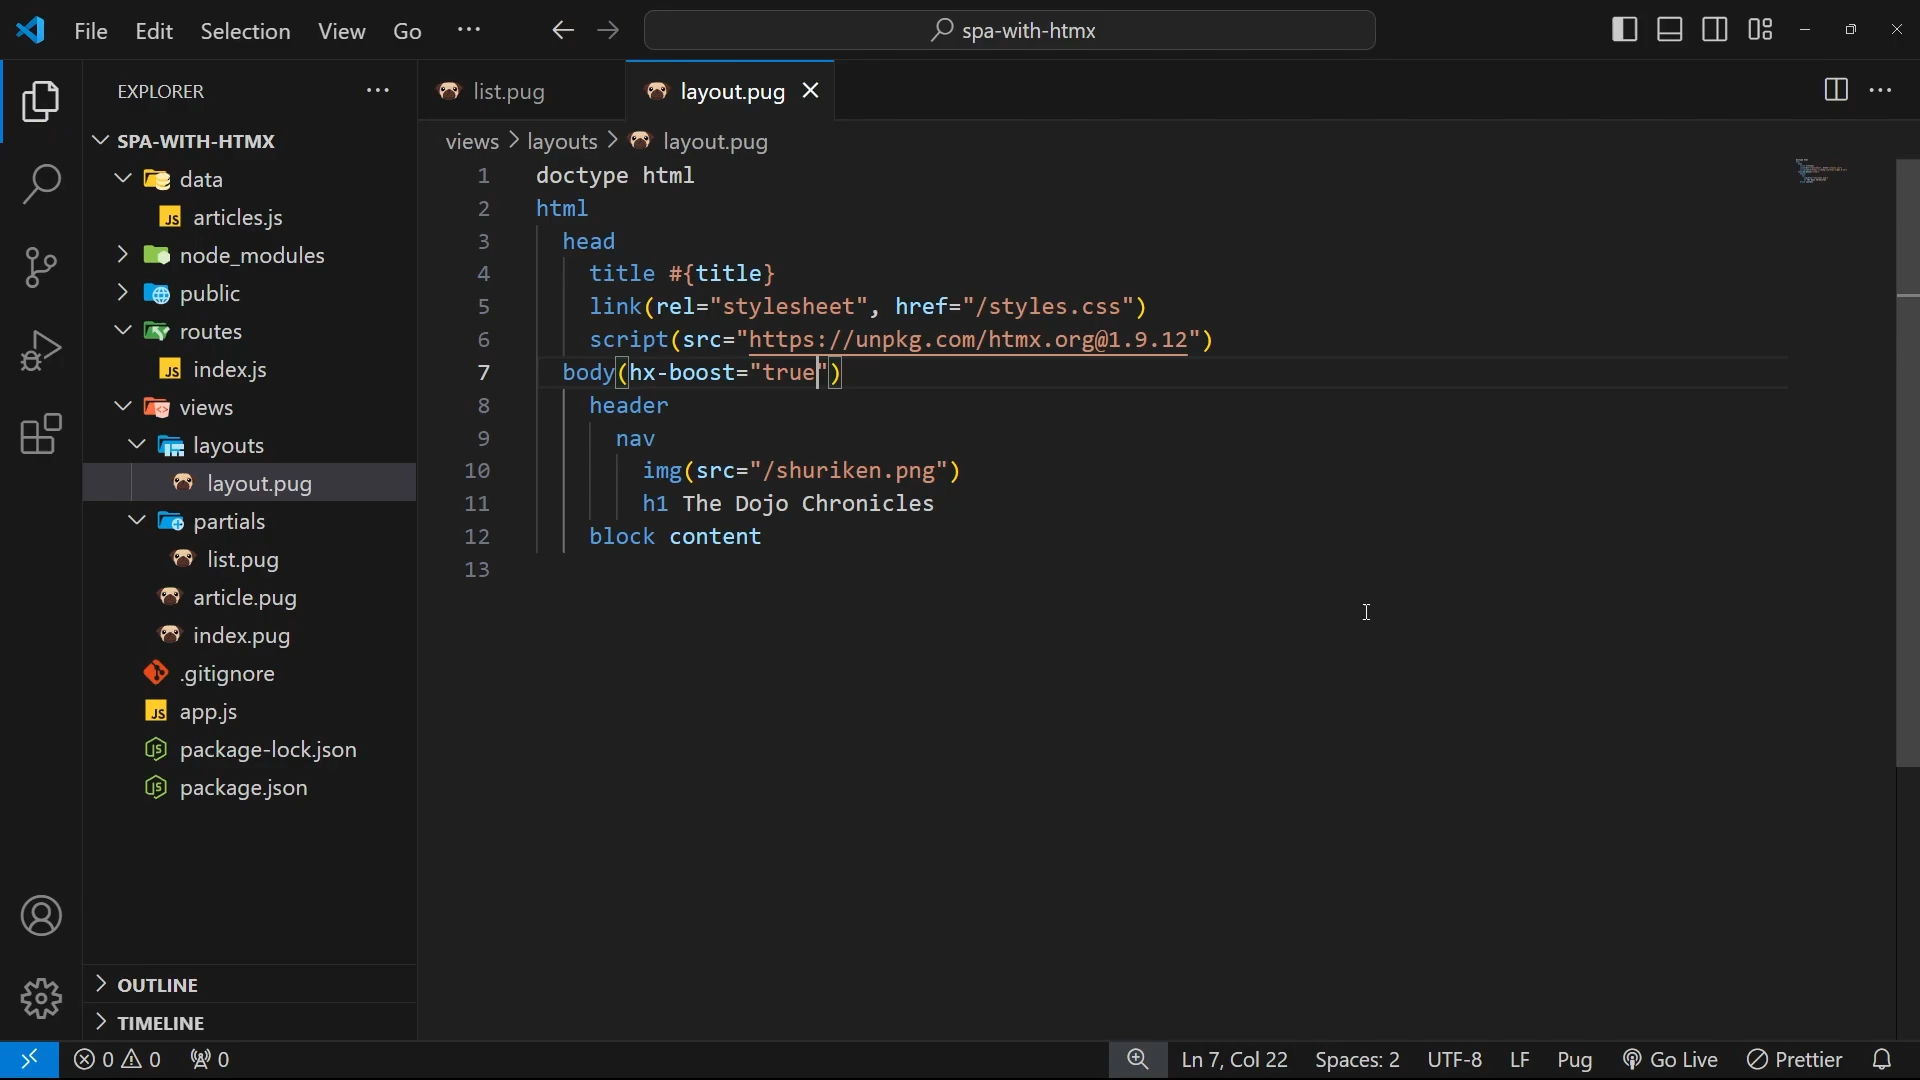 File Edit Selection View Go ··· spa-with-htmx
EXPLORER ···
SPA-WITH-HTMX
data
JS articles.js
node_modules
public
routes
JS index.js
views
layouts
layout.pug
partials
list.pug
article.pug
index.pug
.gitignore
JS app.js
JS package-lock.json
JS package.json
OUTLINE
TIMELINE
list.pug layout.pug
views > layouts > layout.pug
1 doctype html
2 html
3 head
4 title #{title}
5 link(rel="stylesheet", href="/styles.css")
6 script(src="https://unpkg.com/htmx.org@1.9.12")
7 body(hx-boost="true")
8 header
9 nav
10 img(src="/shuriken.png")
11 h1 The Dojo Chronicles
12 block content
13
0 0 0 Ln 7, Col 22 Spaces: 2 UTF-8 LF Pug Go Live Prettier